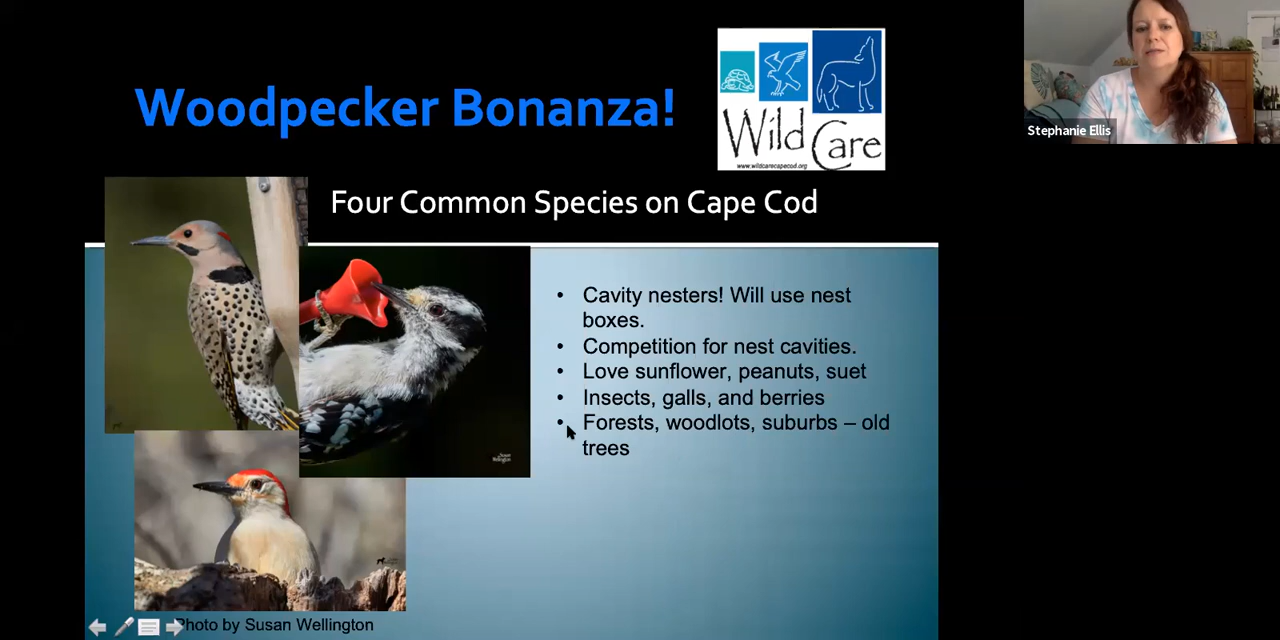 Woodpecker Bonanza!
Wild Care
www.wildcarecapecod.org
Stephanie Ellis
Four Common Species on Cape Cod
• Cavity nesters! Will use nest
boxes.
• Competition for nest cavities.
• Love sunflower, peanuts, suet
• Insects, galls, and berries
• Forests, woodlots, suburbs – old
trees
Susan
Wellington
Photo by Susan Wellington